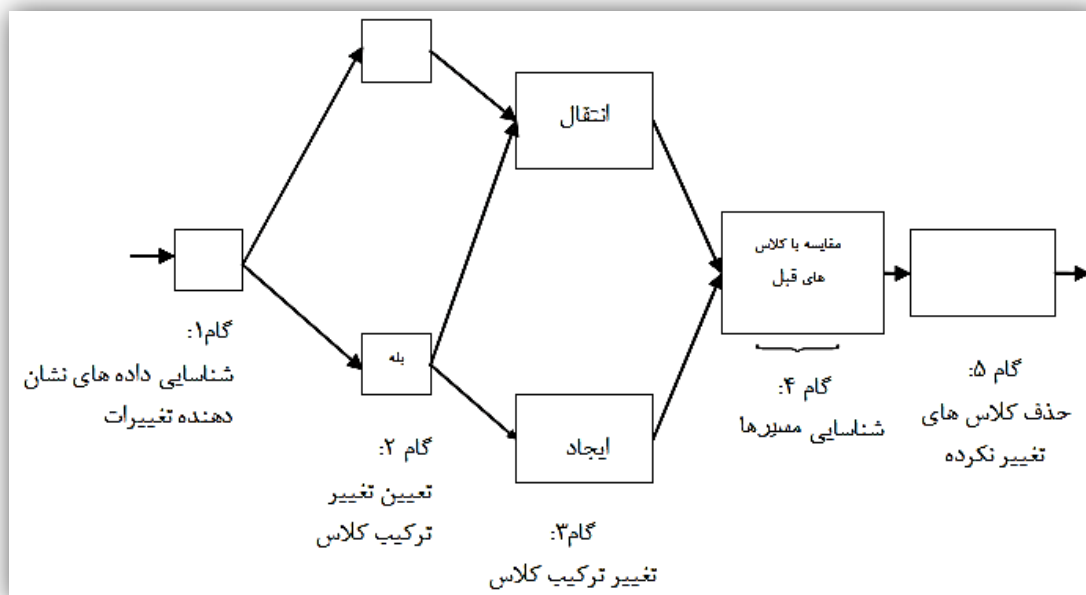 انتقال
مقایسه با کلاس
های قبل
بله
ایجاد
گام۱:
شناسایی داده های نشان
دهنده تغییرات
گام ۲:
تعیین تغییر
ترکیب کلاس
گام۳:
تغییر ترکیب کلاس
گام ۴:
شناسایی مسیرها
گام ۵:
حذف کلاس های
تغییر نکرده